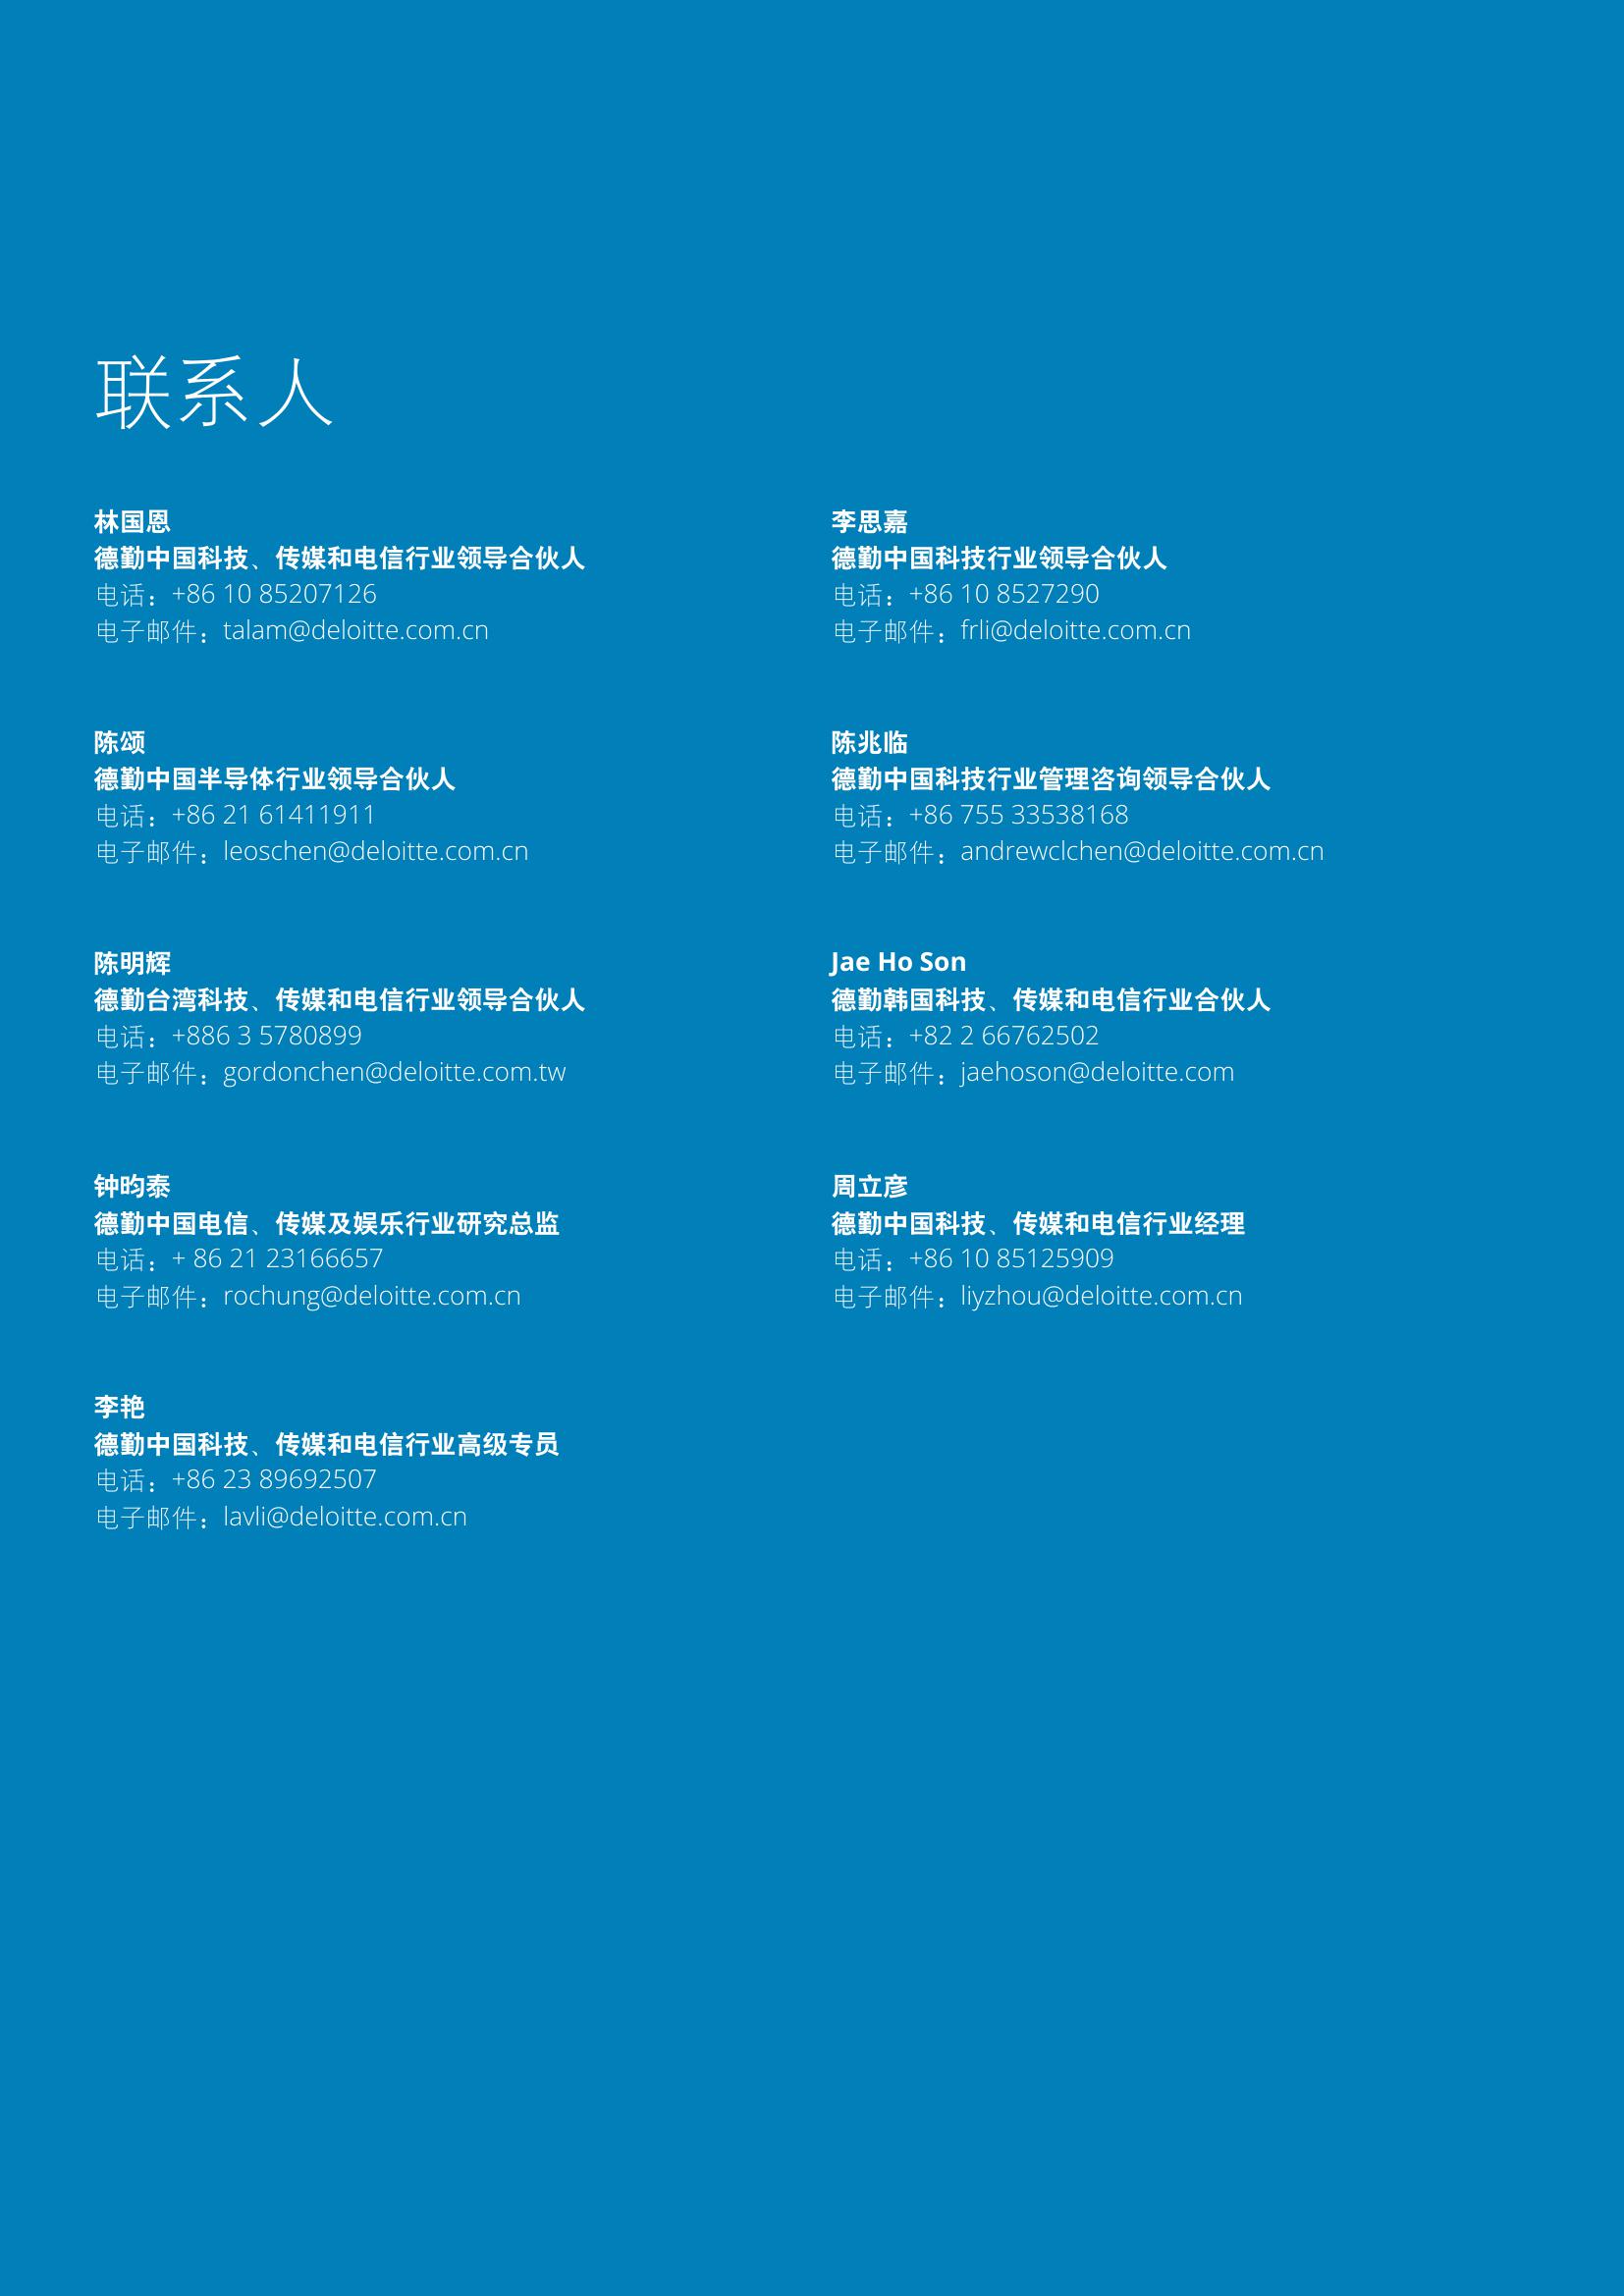 联系人
林国恩
德勤中国科技、传媒和电信行业领导合伙人
电话：+86 10 85207126
电子邮件：talam@deloitte.com.cn
李思嘉
德勤中国科技行业领导合伙人
电话：+86 10 8527290
电子邮件：frli@deloitte.com.cn
陈颂
德勤中国半导体行业领导合伙人
电话：+86 21 61411911
电子邮件：leoschen@deloitte.com.cn
陈兆临
德勤中国科技行业管理咨询领导合伙人
电话：+86 755 33538168
电子邮件：andrewclchen@deloitte.com.cn
陈明辉
德勤台湾科技、传媒和电信行业领导合伙人
电话：+886 3 5780899
电子邮件：gordonchen@deloitte.com.tw
Jae Ho Son
德勤韩国科技、传媒和电信行业合伙人
电话：+82 2 66762502
电子邮件：jaehoson@deloitte.com
钟昀泰
德勤中国电信、传媒及娱乐行业研究总监
电话：+ 86 21 23166657
电子邮件：rochung@deloitte.com.cn
周立彦
德勤中国科技、传媒和电信行业经理
电话：+86 10 85125909
电子邮件：liyzhou@deloitte.com.cn
李艳
德勤中国科技、传媒和电信行业高级专员
电话：+86 23 89692507
电子邮件：lavli@deloitte.com.cn